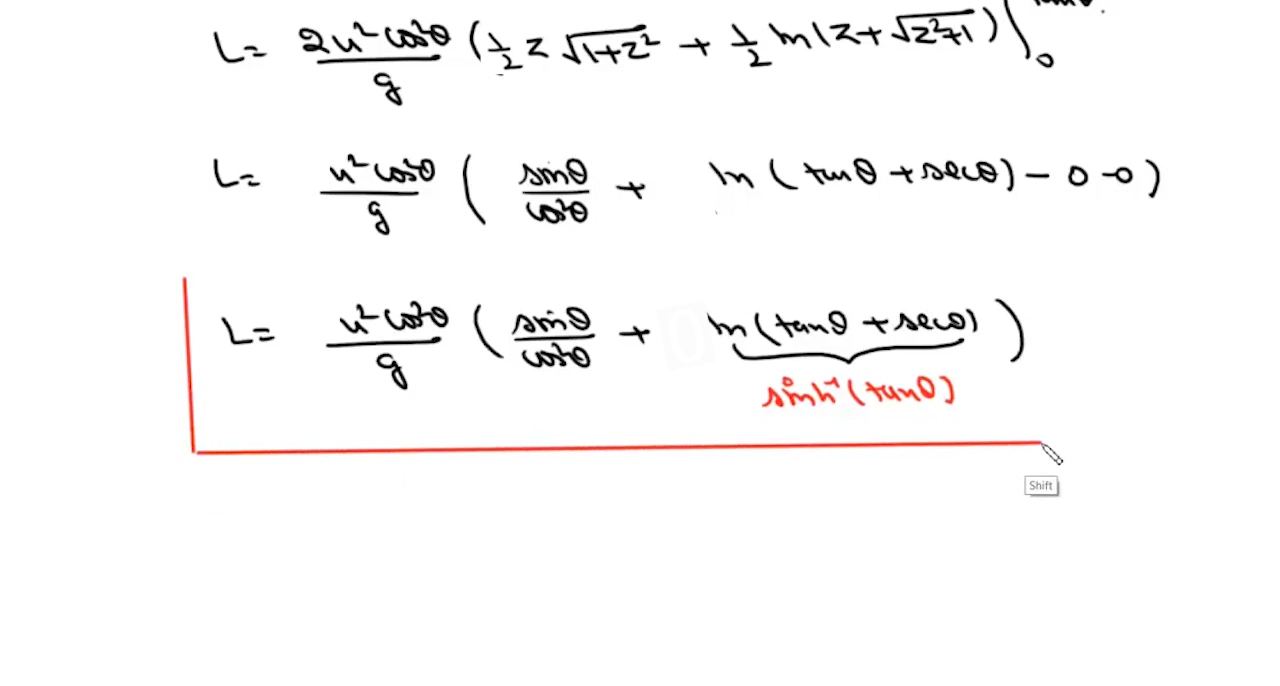 L = 2u²cos²θ/g (1/2 z √(1+z²) + 1/2 ln(z + √(z²+1)) |₀^tanθ
L = u²cos²θ/g ( sinθ/cos²θ + ln (tanθ + secθ) - 0 - 0)
L = u²cos²θ/g ( sinθ/cos²θ + ln (tanθ + secθ) )
sinh⁻¹(tanθ)
Shift